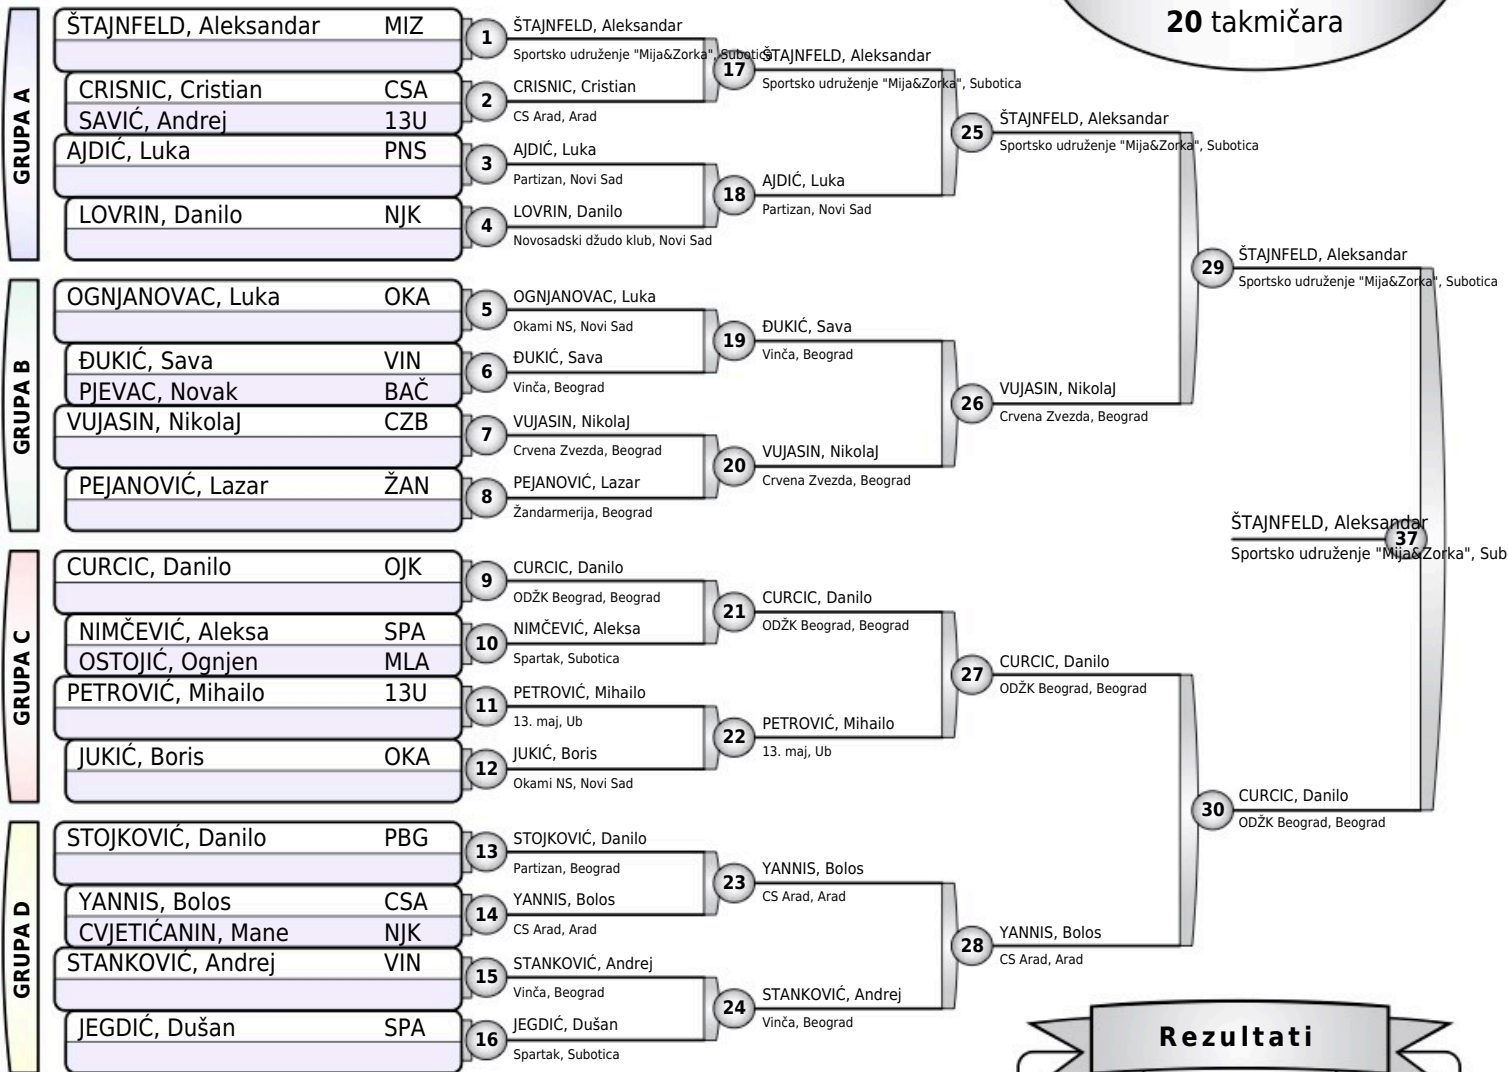 20 takmičara
GRUPA A
ŠTAJNFELD, Aleksandar MIZ
CRISNIC, Cristian CSA
SAVIĆ, Andrej 13U
AJDIĆ, Luka PNS
LOVRIN, Danilo NJK
GRUPA B
OGNJANOVAC, Luka OKA
ĐUKIĆ, Sava VIN
PJEVAC, Novak BAČ
VUJASIN, NikolaJ CZB
PEJANOVIĆ, Lazar ŽAN
GRUPA C
CURCIC, Danilo OJK
NIMČEVIĆ, Aleksa SPA
OSTOJIĆ, Ognjen MLA
PETROVIĆ, Mihailo 13U
JUKIĆ, Boris OKA
GRUPA D
STOJKOVIĆ, Danilo PBG
YANNIS, Bolos CSA
CVJETIĆANIN, Mane NJK
STANKOVIĆ, Andrej VIN
JEGDIĆ, Dušan SPA
1 ŠTAJNFELD, Aleksandar
Sportsko udruženje "Mija&Zorka", Subotica
2 CRISNIC, Cristian
CS Arad, Arad
3 AJDIĆ, Luka
Partizan, Novi Sad
4 LOVRIN, Danilo
Novosadski džudo klub, Novi Sad
5 OGNJANOVAC, Luka
Okami NS, Novi Sad
6 ĐUKIĆ, Sava
Vinča, Beograd
7 VUJASIN, NikolaJ
Crvena Zvezda, Beograd
8 PEJANOVIĆ, Lazar
Žandarmerija, Beograd
9 CURCIC, Danilo
ODŽK Beograd, Beograd
10 NIMČEVIĆ, Aleksa
Spartak, Subotica
11 PETROVIĆ, Mihailo
13. maj, Ub
12 JUKIĆ, Boris
Okami NS, Novi Sad
13 STOJKOVIĆ, Danilo
Partizan, Beograd
14 YANNIS, Bolos
CS Arad, Arad
15 STANKOVIĆ, Andrej
Vinča, Beograd
16 JEGDIĆ, Dušan
Spartak, Subotica
17 ŠTAJNFELD, Aleksandar
Sportsko udruženje "Mija&Zorka", Subotica
18 AJDIĆ, Luka
Partizan, Novi Sad
19 ĐUKIĆ, Sava
Vinča, Beograd
20 VUJASIN, NikolaJ
Crvena Zvezda, Beograd
21 CURCIC, Danilo
ODŽK Beograd, Beograd
22 PETROVIĆ, Mihailo
13. maj, Ub
23 YANNIS, Bolos
CS Arad, Arad
24 STANKOVIĆ, Andrej
Vinča, Beograd
25 ŠTAJNFELD, Aleksandar
Sportsko udruženje "Mija&Zorka", Subotica
26 VUJASIN, NikolaJ
Crvena Zvezda, Beograd
27 CURCIC, Danilo
ODŽK Beograd, Beograd
28 YANNIS, Bolos
CS Arad, Arad
29 ŠTAJNFELD, Aleksandar
Sportsko udruženje "Mija&Zorka", Subotica
30 CURCIC, Danilo
ODŽK Beograd, Beograd
ŠTAJNFELD, Aleksandar
37
Sportsko udruženje "Mija&Zorka", Sub
Rezultati